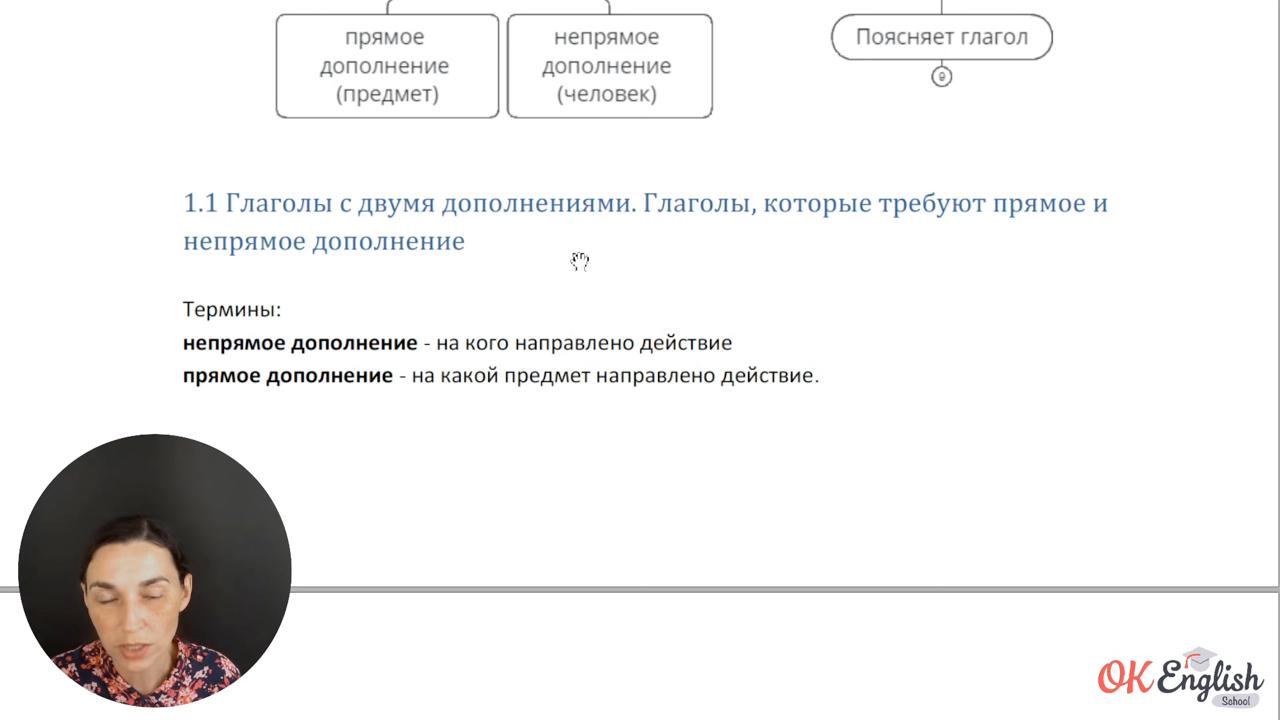 прямое
дополнение
(предмет)
непрямое
дополнение
(человек)
Поясняет глагол
9
1.1 Глаголы с двумя дополнениями. Глаголы, которые требуют прямое и
непрямое дополнение
Термины:
непрямое дополнение - на кого направлено действие
прямое дополнение - на какой предмет направлено действие.
OK English
School